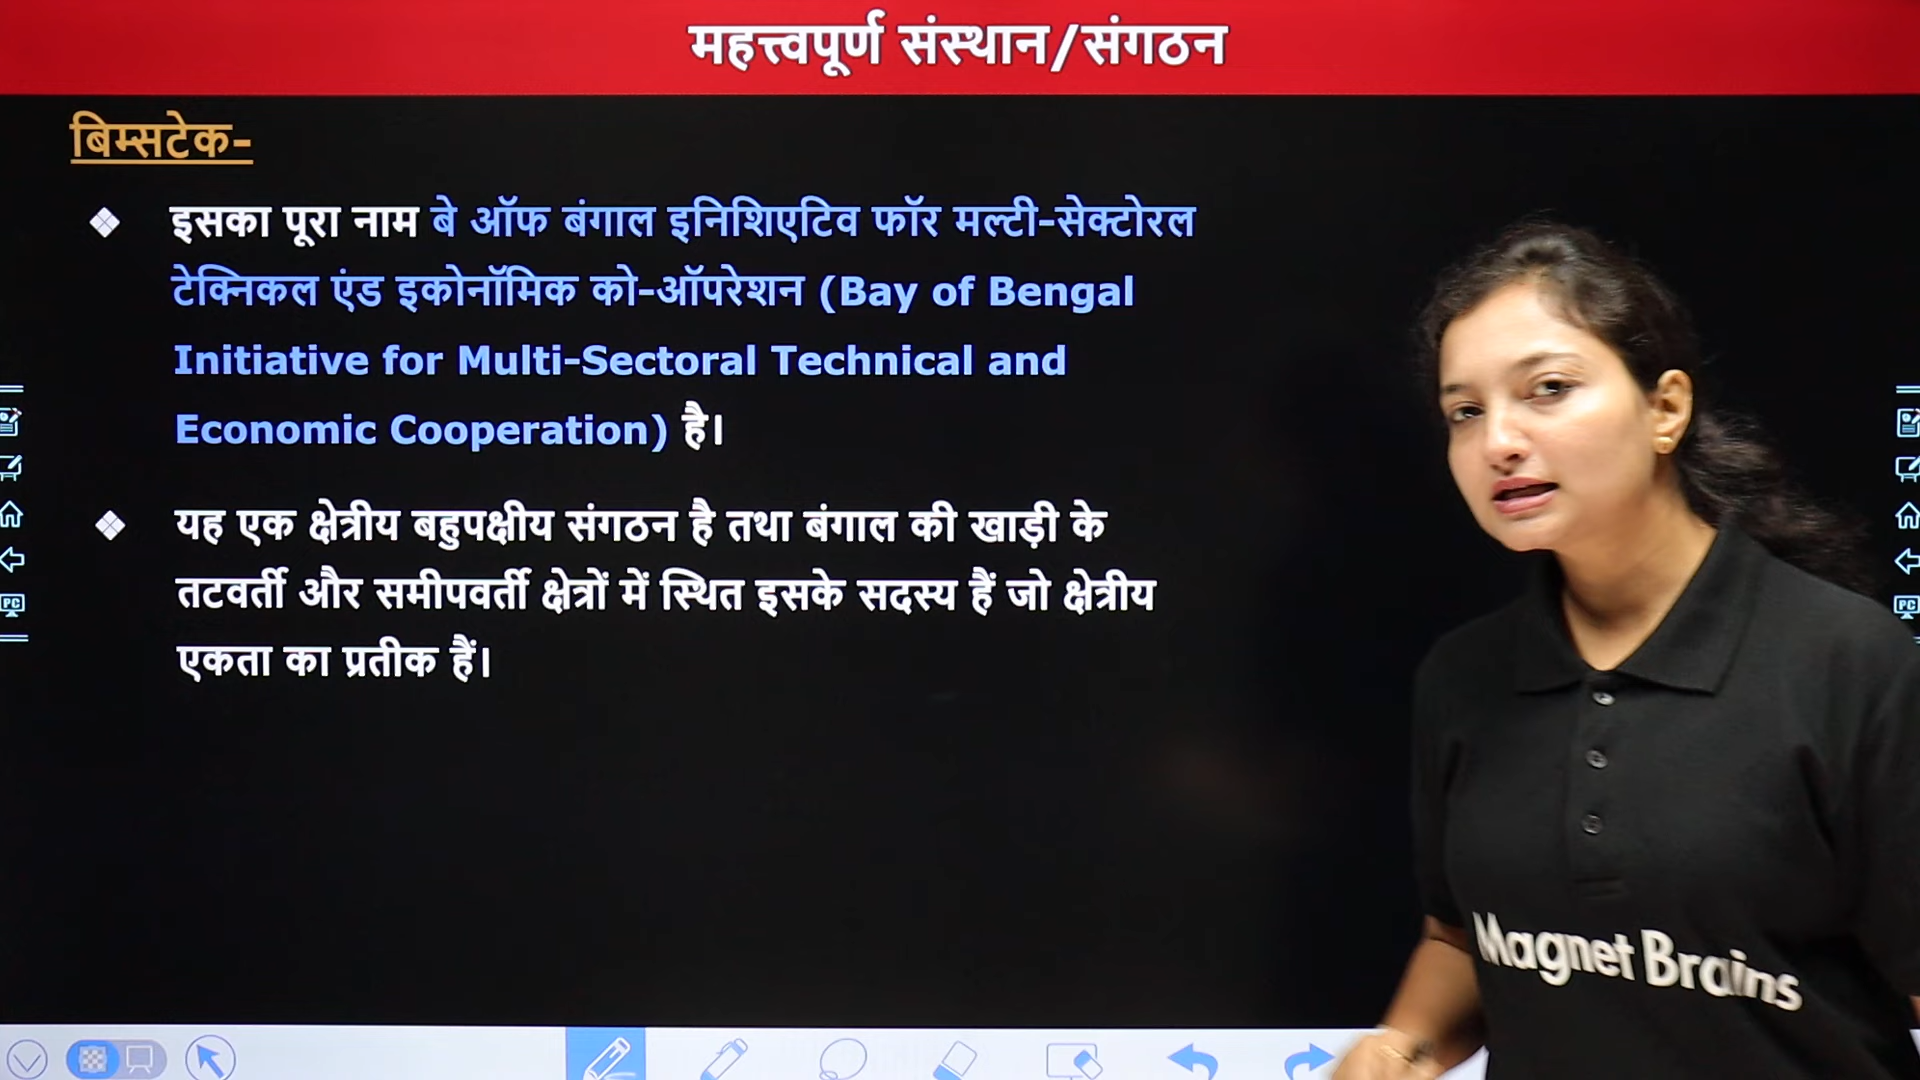 महत्त्वपूर्ण संस्थान/संगठन
बिम्सटेक-
इसका पूरा नाम बे ऑफ बंगाल इनिशिएटिव फॉर मल्टी-सेक्टोरल
टेक्निकल एंड इकोनॉमिक को-ऑपरेशन (Bay of Bengal
Initiative for Multi-Sectoral Technical and
Economic Cooperation) है।
यह एक क्षेत्रीय बहुपक्षीय संगठन है तथा बंगाल की खाड़ी के
तटवर्ती और समीपवर्ती क्षेत्रों में स्थित इसके सदस्य हैं जो क्षेत्रीय
एकता का प्रतीक हैं।
PC
PC
Magnet Brains